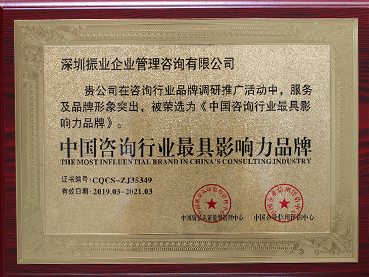 深圳振业企业管理咨询有限公司
贵公司在咨询行业品牌调研推广活动中，服务
及品牌形象突出，被荣选为《中国咨询行业最具影
响力品牌》。
中国咨询行业最具影响力品牌
THE MOST INFLUENTIAL BRAND IN CHINA'S CONSULTING INDUSTRY
证书编号：CQCS-ZJ35349
有效日期：2019.03-2021.03